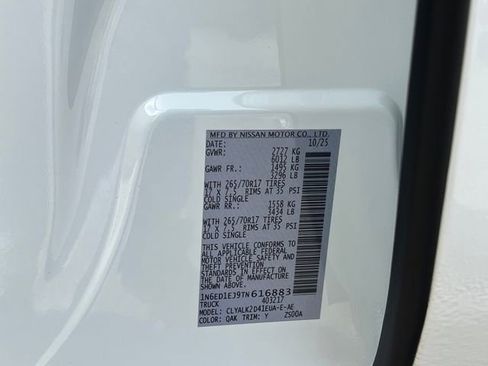 MFD BY NISSAN MOTOR CO., LTD.
DATE: 10/25
GVWR: 2727 KG
6012 LB
GAWR FR.: 1495 KG
3296 LB
WITH 265/70R17 TIRES
17 X 7.5 RIMS AT 35 PSI
COLD SINGLE
GAWR RR.: 1558 KG
3434 LB
WITH 265/70R17 TIRES
17 X 7.5 RIMS AT 35 PSI
COLD SINGLE
THIS VEHICLE CONFORMS TO
ALL APPLICABLE FEDERAL
MOTOR VEHICLE SAFETY AND THEFT
PREVENTION STANDARDS
STANDARDS IN EFFECT ON THE
DATE OF MFR. SHOWN ABOVE.
1N6ED1EJ9TN616883
TRUCK 403217
MODEL: CLYALK2D41EUA-E-AE
COLOR: QAK TRIM: Y ZS00A